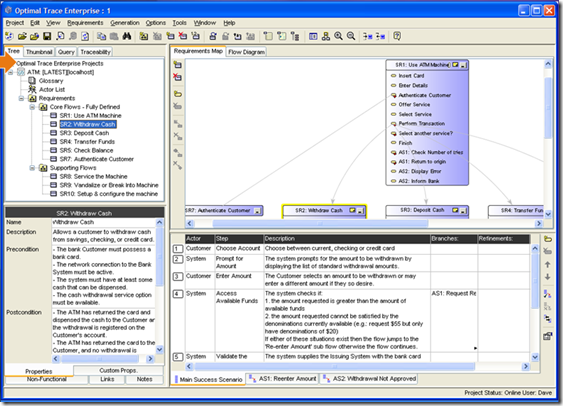 Optimal Trace Enterprise : 1
Project Edit View Requirements Generation Options Tools Window Help
Tree Thumbnail Query Traceability
Optimal Trace Enterprise Projects
ATM [LATEST][localhost]
Glossary
Actor List
Requirements
Core Flows - Fully Defined
SR1: Use ATM Machine
SR2: Withdraw Cash
SR3: Deposit Cash
SR4: Transfer Funds
SR5: Check Balance
SR7: Authenticate Customer
Supporting Flows
SR8: Service the Machine
SR9: Vandalize or Break Into Machine
SR10: Setup & configure the machine
SR2: Withdraw Cash
Name Withdraw Cash
Description Allows a customer to withdraw
cash from savings, checking, or
credit card.
Precondition - The bank Customer must possess a
bank card.
- The network connection to the Bank
System must be active.
- The system must have at least some
cash that can be dispensed.
- The cash withdrawal service option
must be available.
Postcondition - The ATM has returned the card and
dispensed the cash to the Customer an
the withdrawal is registered on the
Customer's account.
- The ATM has returned the card to the
Customer, and no withdrawal is
Properties Custom Props.
Non-Functional Links Notes
Requirements Map Flow Diagram
SR1: Use ATM Machine
Insert Card
Enter Details
Authenticate Customer
Offer Service
Select Service
Perform Transaction
Select another service?
Finish
AS1: Check Number of tries
AS1: Return to origin
AS2: Display Error
AS2: Inform Bank
SR7: Authenticate Customer SR2: Withdraw Cash SR3: Deposit Cash SR4: Transfer Fun
Actor Step Description Branches: Refinements:
1 Customer Choose Account Choose between current, checking or credit card
2 System Prompt for Amount The system prompts for the amount to be withdrawn by
displaying the list of standard withdrawal amounts.
3 Customer Enter Amount The Customer selects an amount to be withdraw or may
enter a different amount if they so desire.
4 System Access Available Funds The system checks if: AS1: Request Re
1. the amount requested is greater than the amount of
available funds
2. the amount requested cannot be satisfied by the
denominations currently available (e.g.: request $55 but only
have denominations of $20)
If either of these situations exist then the flow jumps to the
'Re-enter Amount' sub flow otherwise the flow continues.
5 System Validate the The system supplies the Issuing System with the bank card
Main Success Scenario AS1: Reenter Amount AS2: Withdrawal Not Approved
Project Status: Online User: Dave